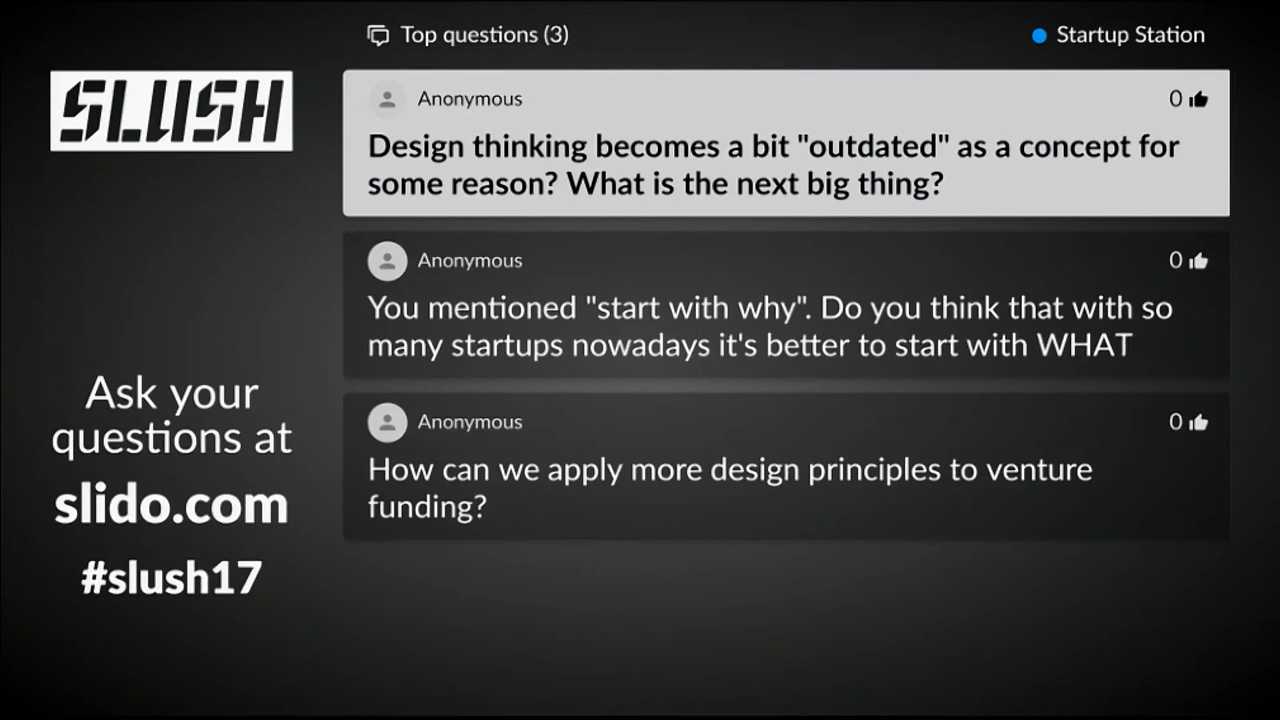 Top questions (3)
Startup Station
SLUSH
Anonymous
0
Design thinking becomes a bit "outdated" as a concept for
some reason? What is the next big thing?
Anonymous
0
You mentioned "start with why". Do you think that with so
many startups nowadays it's better to start with WHAT
Anonymous
0
How can we apply more design principles to venture
funding?
Ask your
questions at
slido.com
#slush17